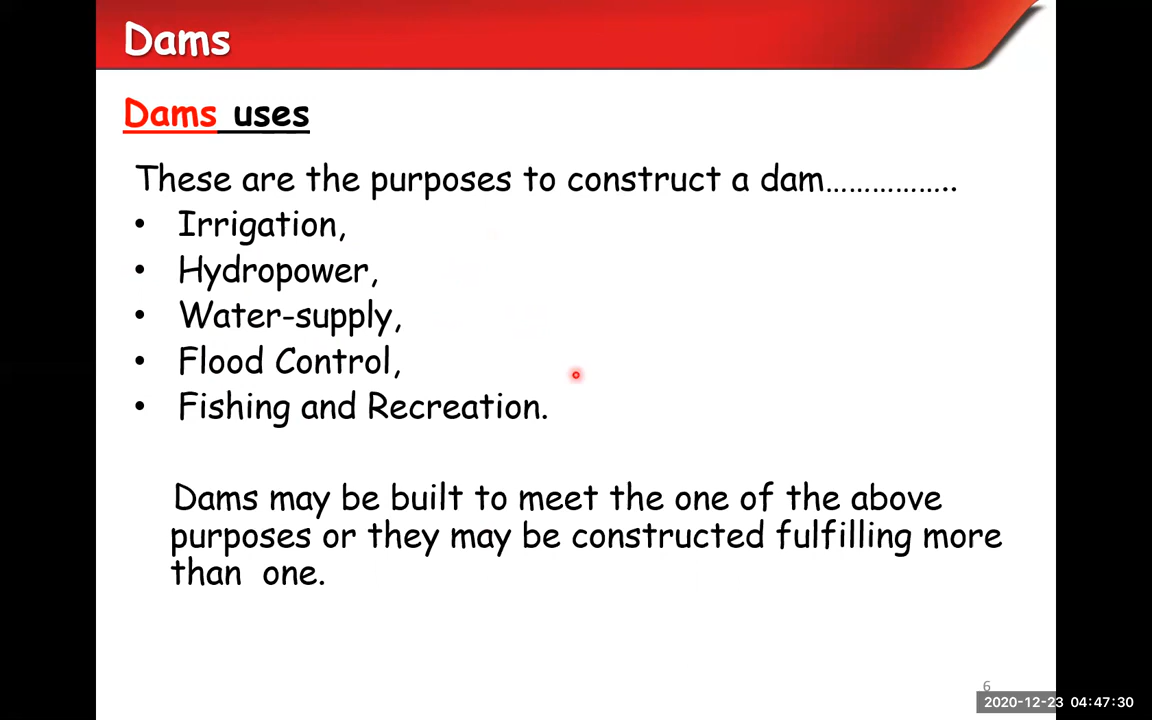 Dams
Dams uses
These are the purposes to construct a dam……………..
• Irrigation,
• Hydropower,
• Water-supply,
• Flood Control,
• Fishing and Recreation.
Dams may be built to meet the one of the above
purposes or they may be constructed fulfilling more
than one.
6
2020-12-23 04:47:30